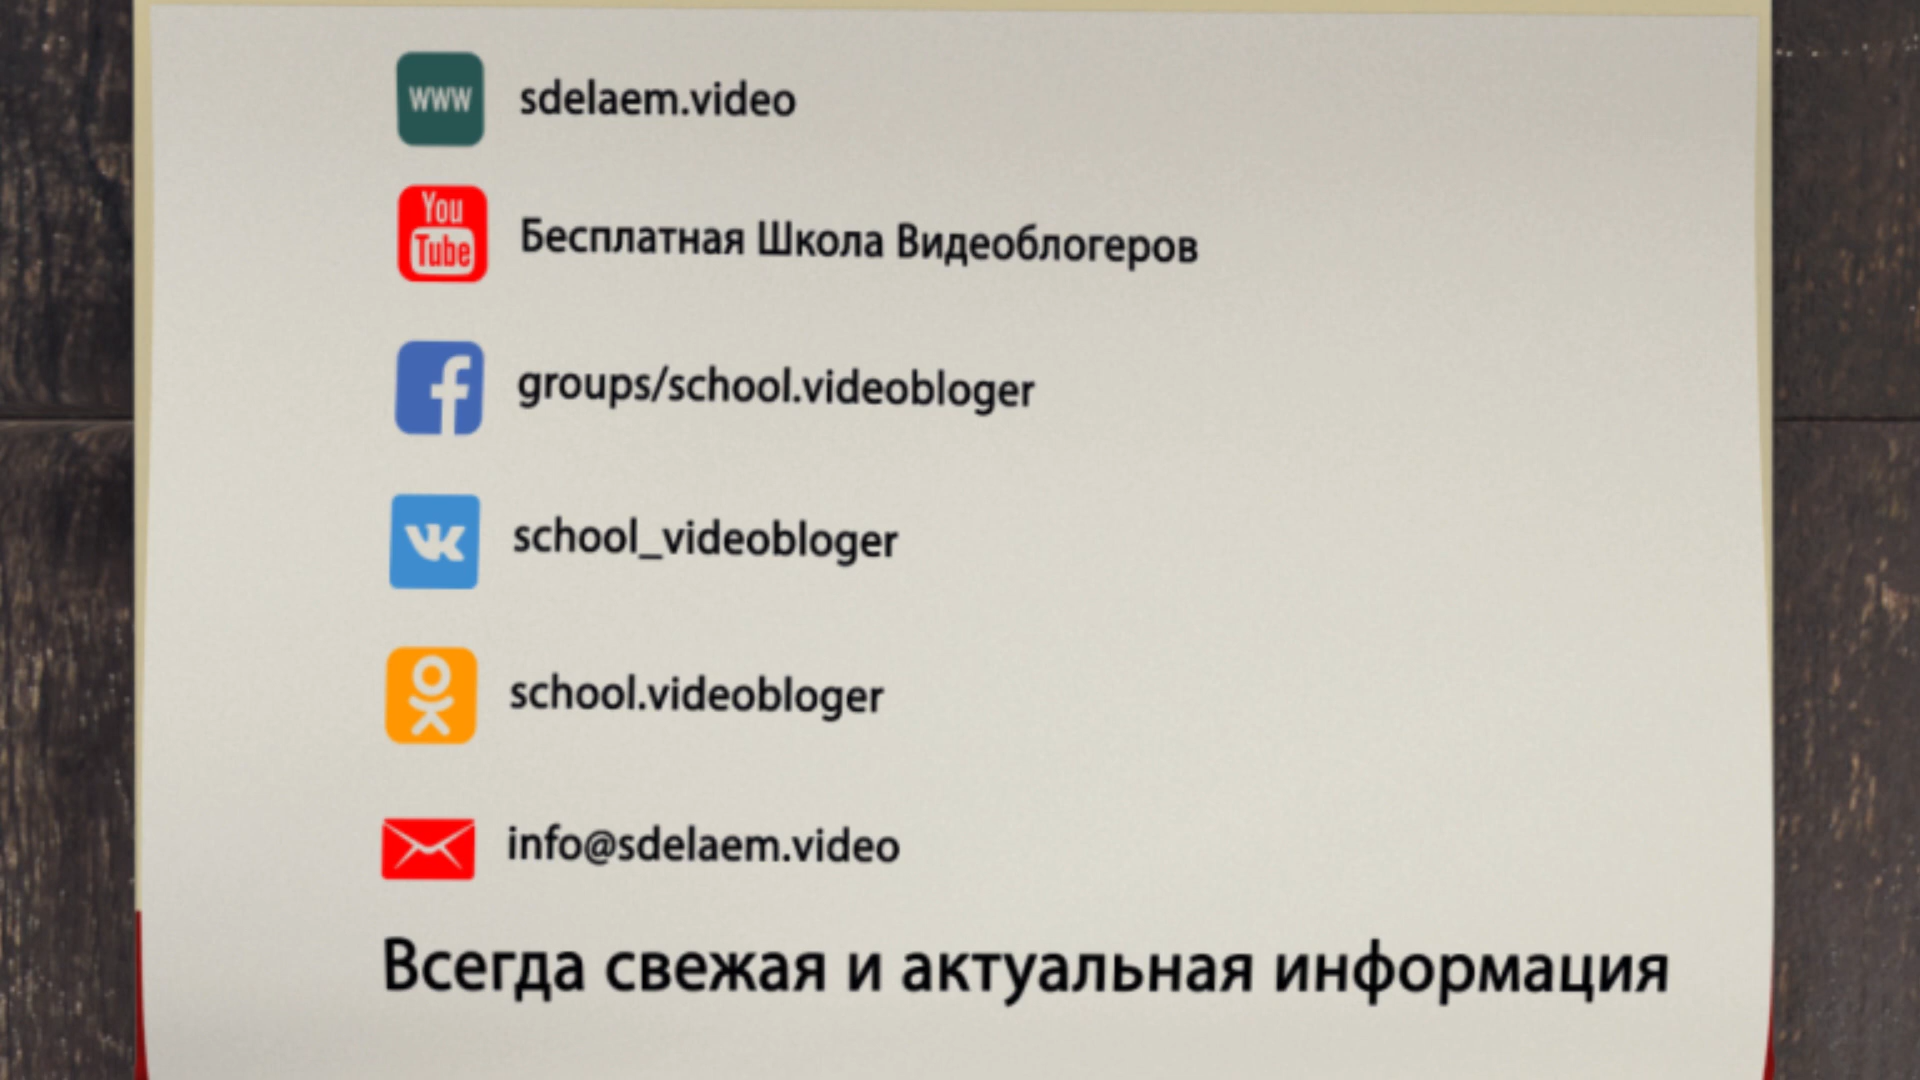 www sdelaem.video
You Tube Бесплатная Школа Видеоблогеров
groups/school.videobloger
school_videobloger
school.videobloger
info@sdelaem.video
Всегда свежая и актуальная информация